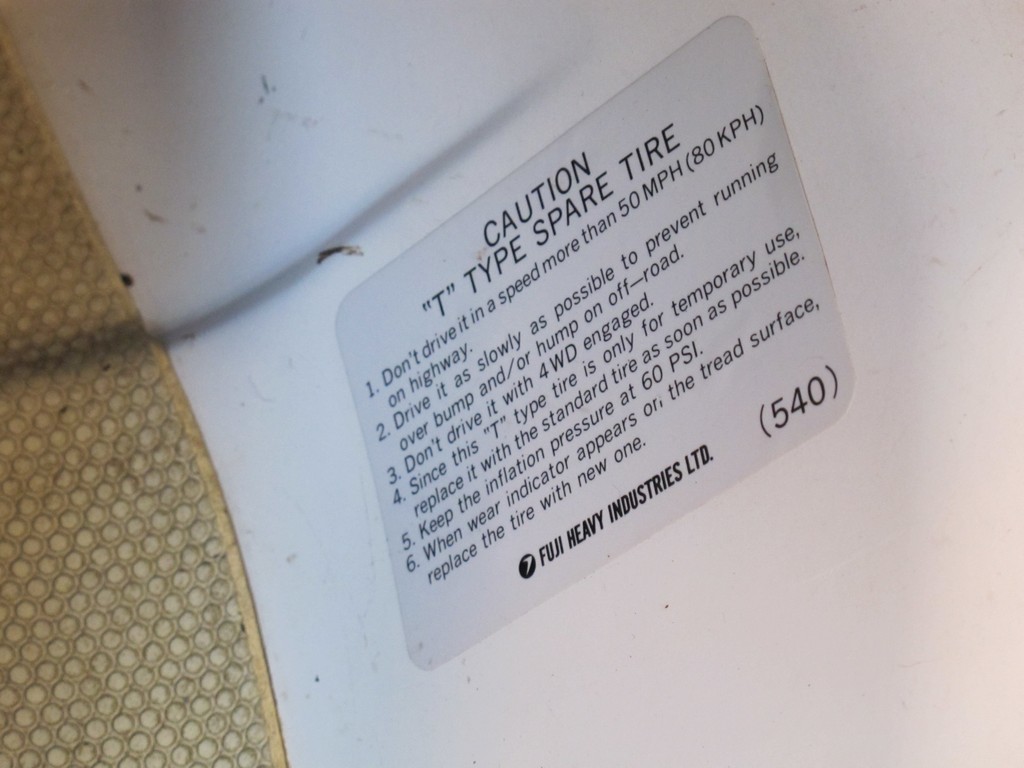 CAUTION
"T" TYPE SPARE TIRE
1. Don't drive it in a speed more than 50 MPH (80 KPH)
on highway.
2. Drive it as slowly as possible to prevent running
over bump and/or hump on off-road.
3. Don't drive it with 4WD engaged.
4. Since this "T" type tire is only for temporary use,
replace it with the standard tire as soon as possible.
5. Keep the inflation pressure at 60 PSI.
6. When wear indicator appears on the tread surface,
replace the tire with new one.
FUJI HEAVY INDUSTRIES LTD.
(540)